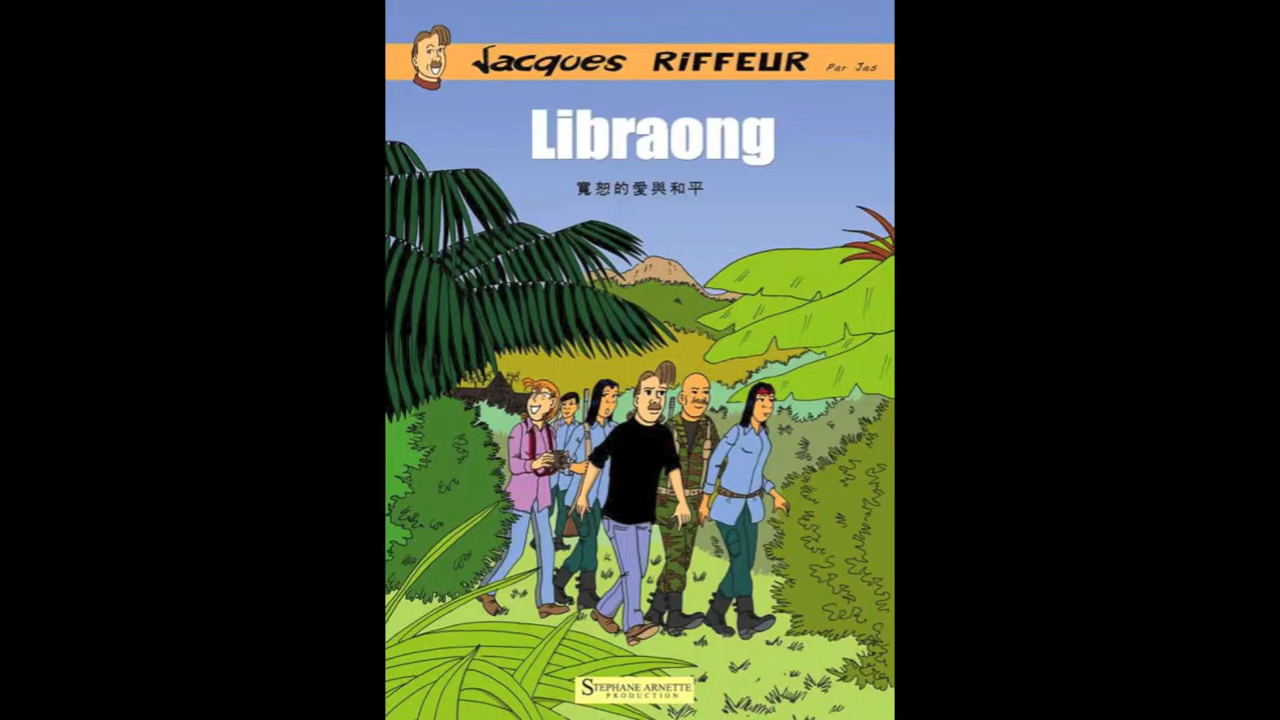 Jacques RiFFEUR Par Jas
Libraong
寬恕的愛與和平
STEPHANE ARNETTE
PRODUCTION